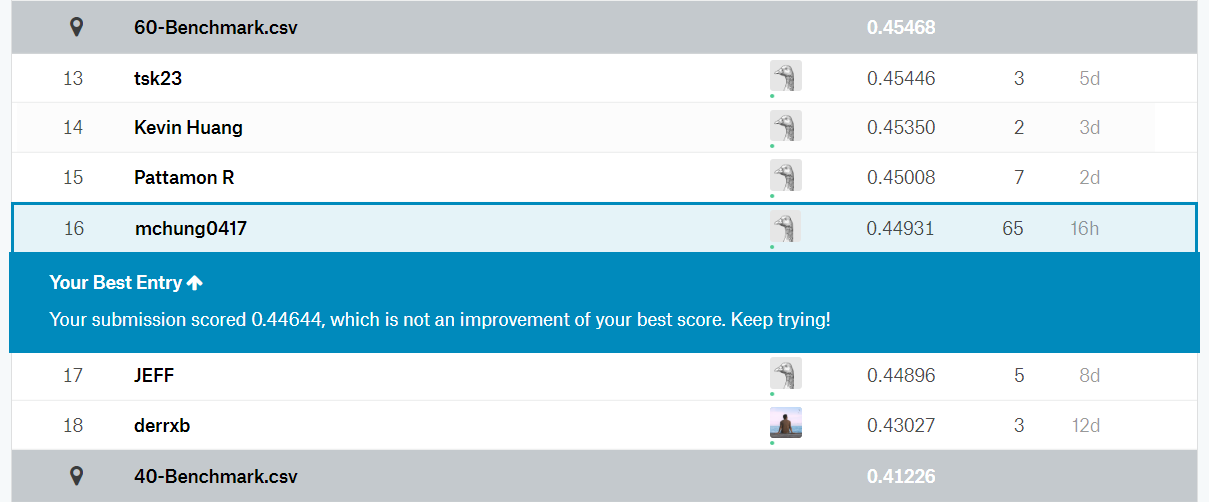 60-Benchmark.csv 0.45468
13 tsk23 0.45446 3 5d
14 Kevin Huang 0.45350 2 3d
15 Pattamon R 0.45008 7 2d
16 mchung0417 0.44931 65 16h
Your Best Entry
Your submission scored 0.44644, which is not an improvement of your best score. Keep trying!
17 JEFF 0.44896 5 8d
18 derrxb 0.43027 3 12d
40-Benchmark.csv 0.41226